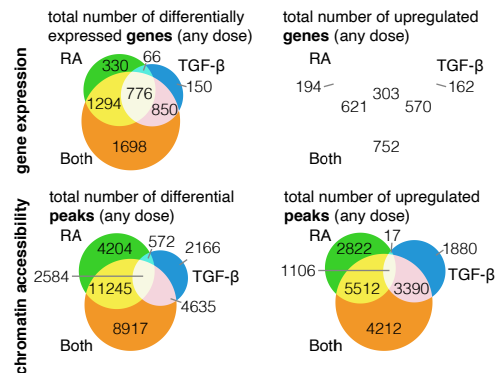 total number of differentially
expressed genes (any dose)
RA
66
330
TGF-β
150
776
1294
850
1698
Both
gene expression
total number of upregulated
genes (any dose)
RA
TGF-β
194
162
303
621
570
752
Both
chromatin accessibility
total number of differential
peaks (any dose)
RA
572
2166
4204
TGF-β
2584
11245
4635
8917
Both
total number of upregulated
peaks (any dose)
RA
17
2822
1880
TGF-β
1106
5512
3390
4212
Both